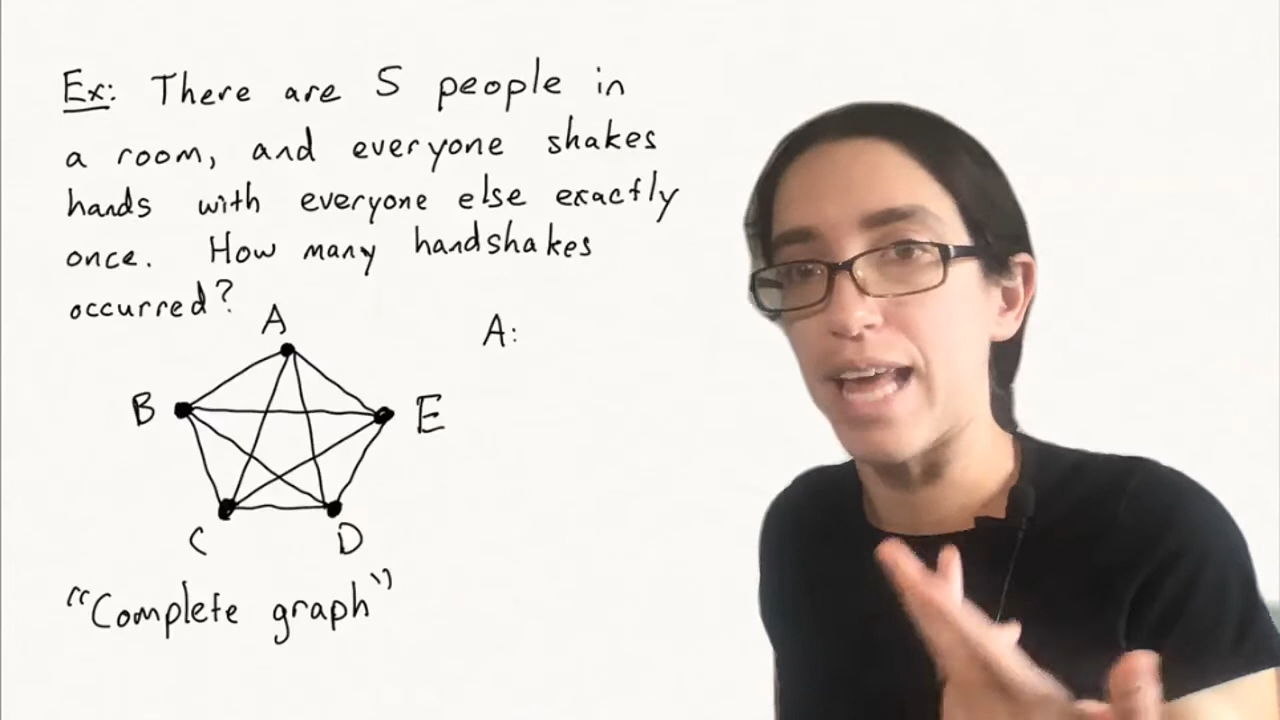 Ex: There are 5 people in
a room, and everyone shakes
hands with everyone else exactly
once. How many handshakes
occurred?
A
A:
B
E
C
D
"Complete graph"